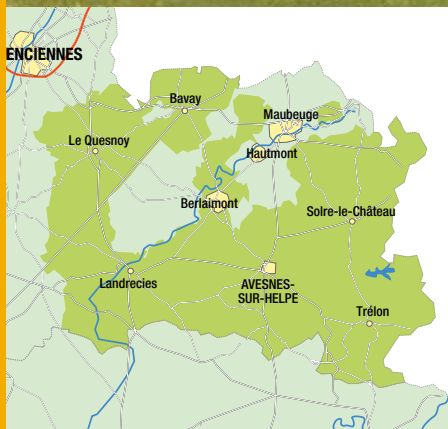 ENCIENNES
Bavay
Maubeuge
Le Quesnoy
Hautmont
Berlaimont
Solre-le-Château
Landrecies
AVESNES-
SUR-HELPE
Trélon